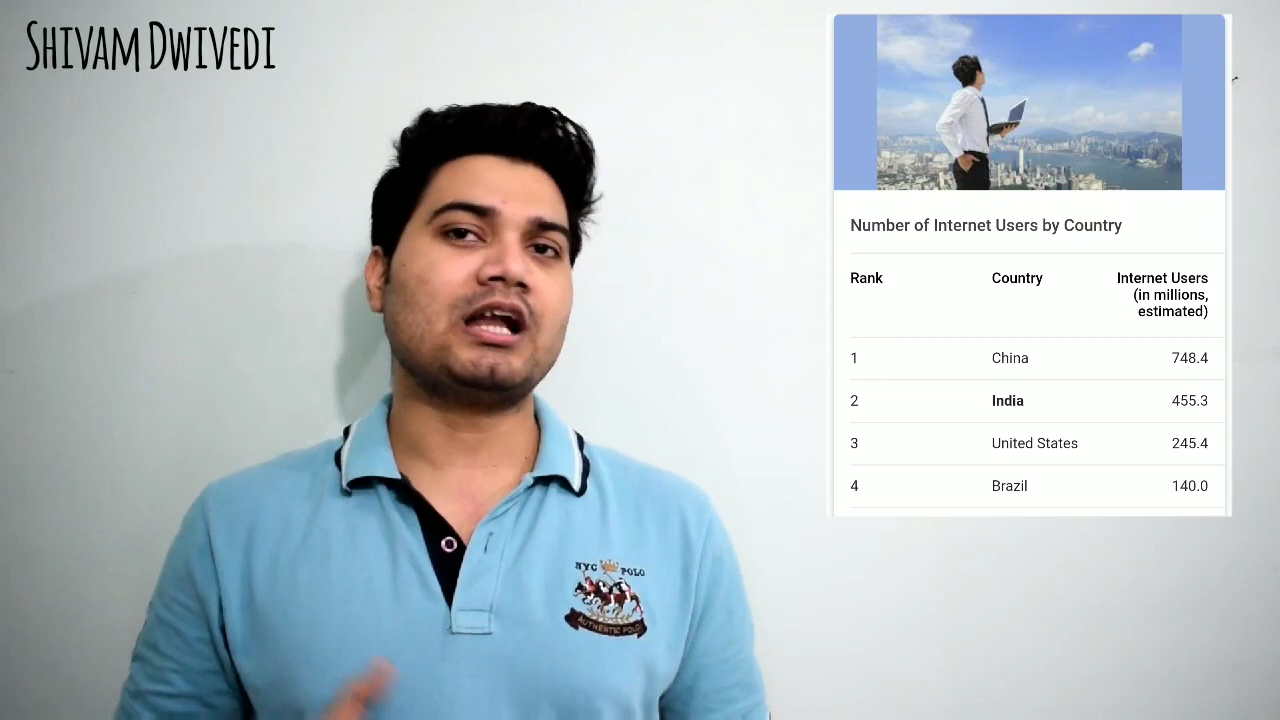 SHIVAM DWIVEDI
Number of Internet Users by Country
Rank Country Internet Users
(in millions,
estimated)
1 China 748.4
2 India 455.3
3 United States 245.4
4 Brazil 140.0
NYC POLO
AUTHENTIC POLO